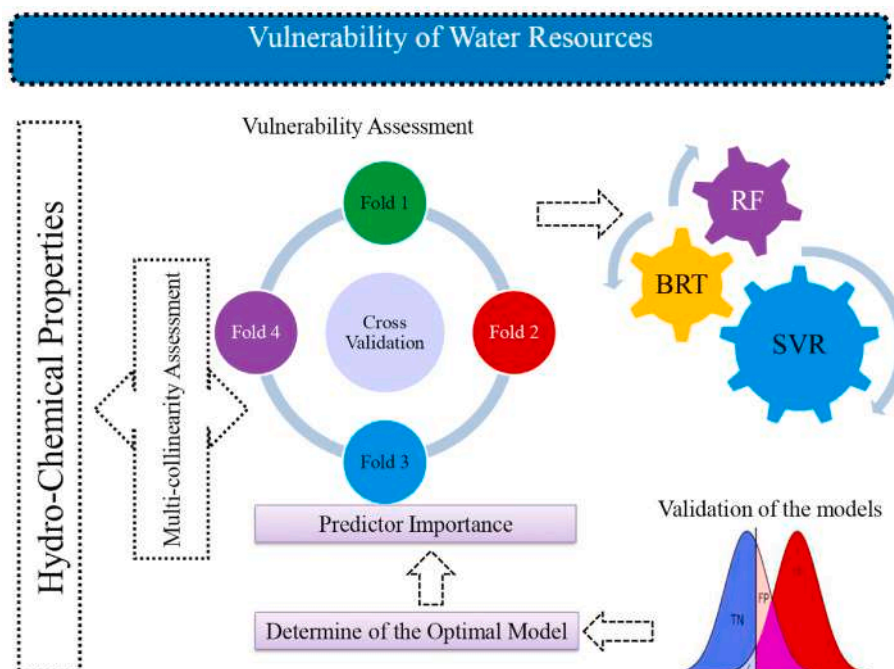 Vulnerability of Water Resources
Vulnerability Assessment
Hydro-Chemical Properties
Multi-collinearity Assessment
Fold 1
Fold 2
Fold 3
Fold 4
Cross
Validation
RF
BRT
SVR
Predictor Importance
Determine of the Optimal Model
Validation of the models
TN
FP